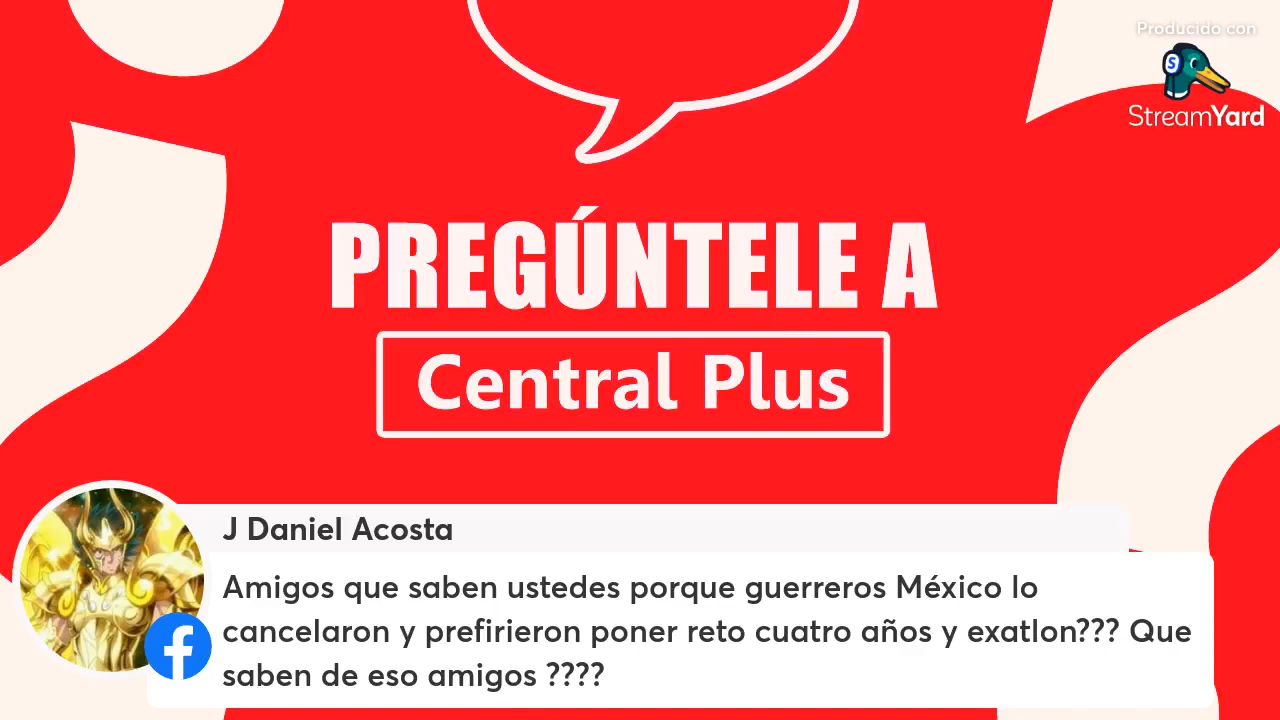 Producido con
StreamYard
PREGÚNTELE A
Central Plus
J Daniel Acosta
Amigos que saben ustedes porque guerreros México lo
cancelaron y prefirieron poner reto cuatro años y exatlon??? Que
saben de eso amigos ????